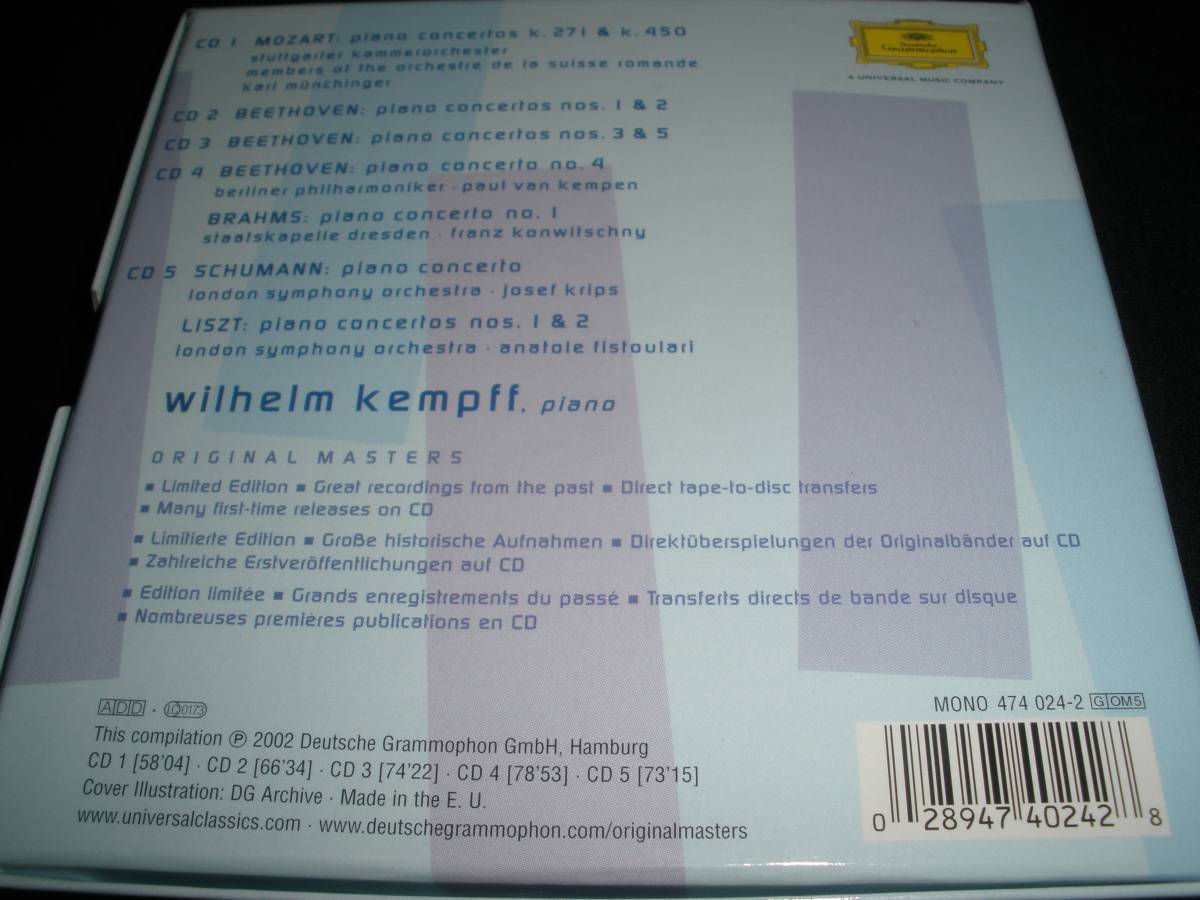 CD 1 MOZART: piano concertos k. 271 & k. 450
stuttgarter kammerorchester
members of the orchestre de la suisse romande
karl münchinger
CD 2 BEETHOVEN: piano concertos nos. 1 & 2
CD 3 BEETHOVEN: piano concertos nos. 3 & 5
CD 4 BEETHOVEN: piano concerto no. 4
berliner philharmoniker · paul van kempen
BRAHMS: piano concerto no. 1
staatskapelle dresden · franz konwitschny
CD 5 SCHUMANN: piano concerto
london symphony orchestra · josef krips
LISZT: piano concertos nos. 1 & 2
london symphony orchestra · anatole fistoulari
wilhelm kempff, piano
Deutsche
Grammophon
A UNIVERSAL MUSIC COMPANY
ORIGINAL MASTERS
▪ Limited Edition ▪ Great recordings from the past ▪ Direct tape-to-disc transfers
▪ Many first-time releases on CD
▪ Limitierte Edition ▪ Große historische Aufnahmen ▪ Direktüberspielungen der Originalbänder auf CD
▪ Zahlreiche Erstveröffentlichungen auf CD
▪ Edition limitée ▪ Grands enregistrements du passé ▪ Transferts directs de bande sur disque
▪ Nombreuses premières publications en CD
ADD · LC 0173
This compilation ℗ 2002 Deutsche Grammophon GmbH, Hamburg
CD 1 [58'04] · CD 2 [66'34] · CD 3 [74'22] · CD 4 [78'53] · CD 5 [73'15]
Cover Illustration: DG Archive · Made in the E. U.
www.universalclassics.com · www.deutschegrammophon.com/originalmasters
MONO 474 024-2 G OM5
0 28947 40242 8